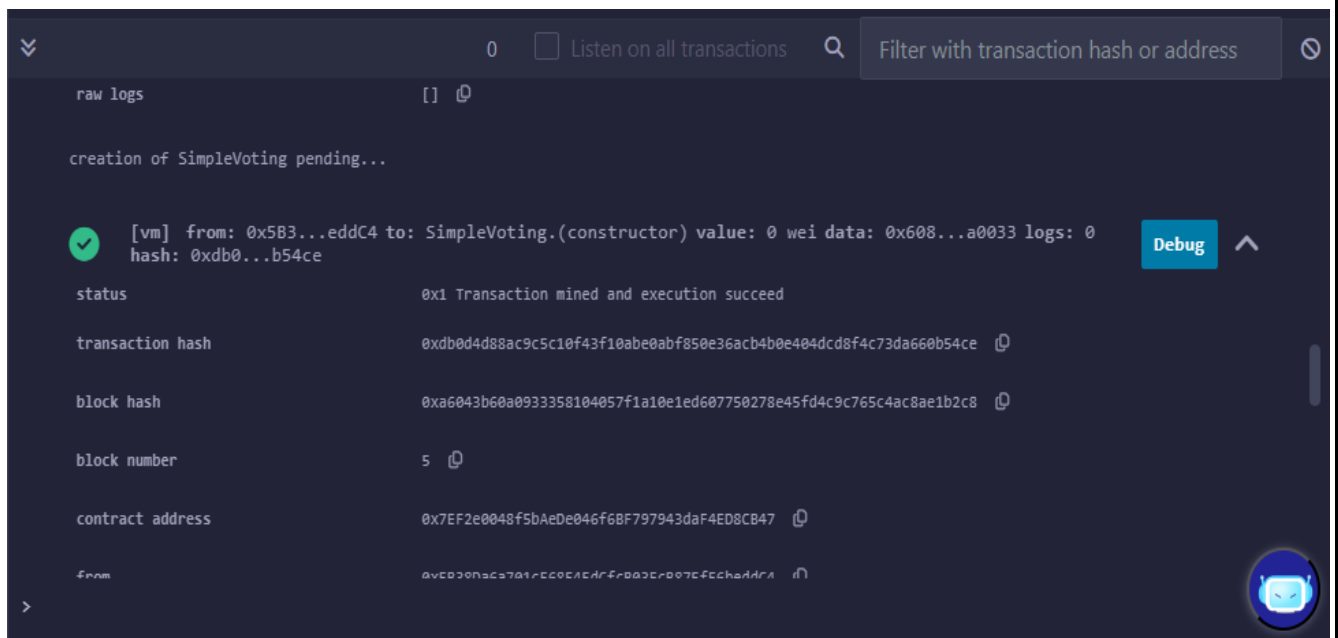 0 Listen on all transactions Filter with transaction hash or address
raw logs []
creation of SimpleVoting pending...
[vm] from: 0x5B3...eddC4 to: SimpleVoting.(constructor) value: 0 wei data: 0x608...a0033 logs: 0
hash: 0xdb0...b54ce
Debug
status 0x1 Transaction mined and execution succeed
transaction hash 0xdb0d4d88ac9c5c10f43f10abe0abf850e36acb4b0e404dcd8f4c73da660b54ce
block hash 0xa6043b60a0933358104057f1a10e1ed607750278e45fd4c9c765c4ac8ae1b2c8
block number 5
contract address 0x7EF2e0048f5bAeDe046f6BF797943daF4ED8CB47
from
>